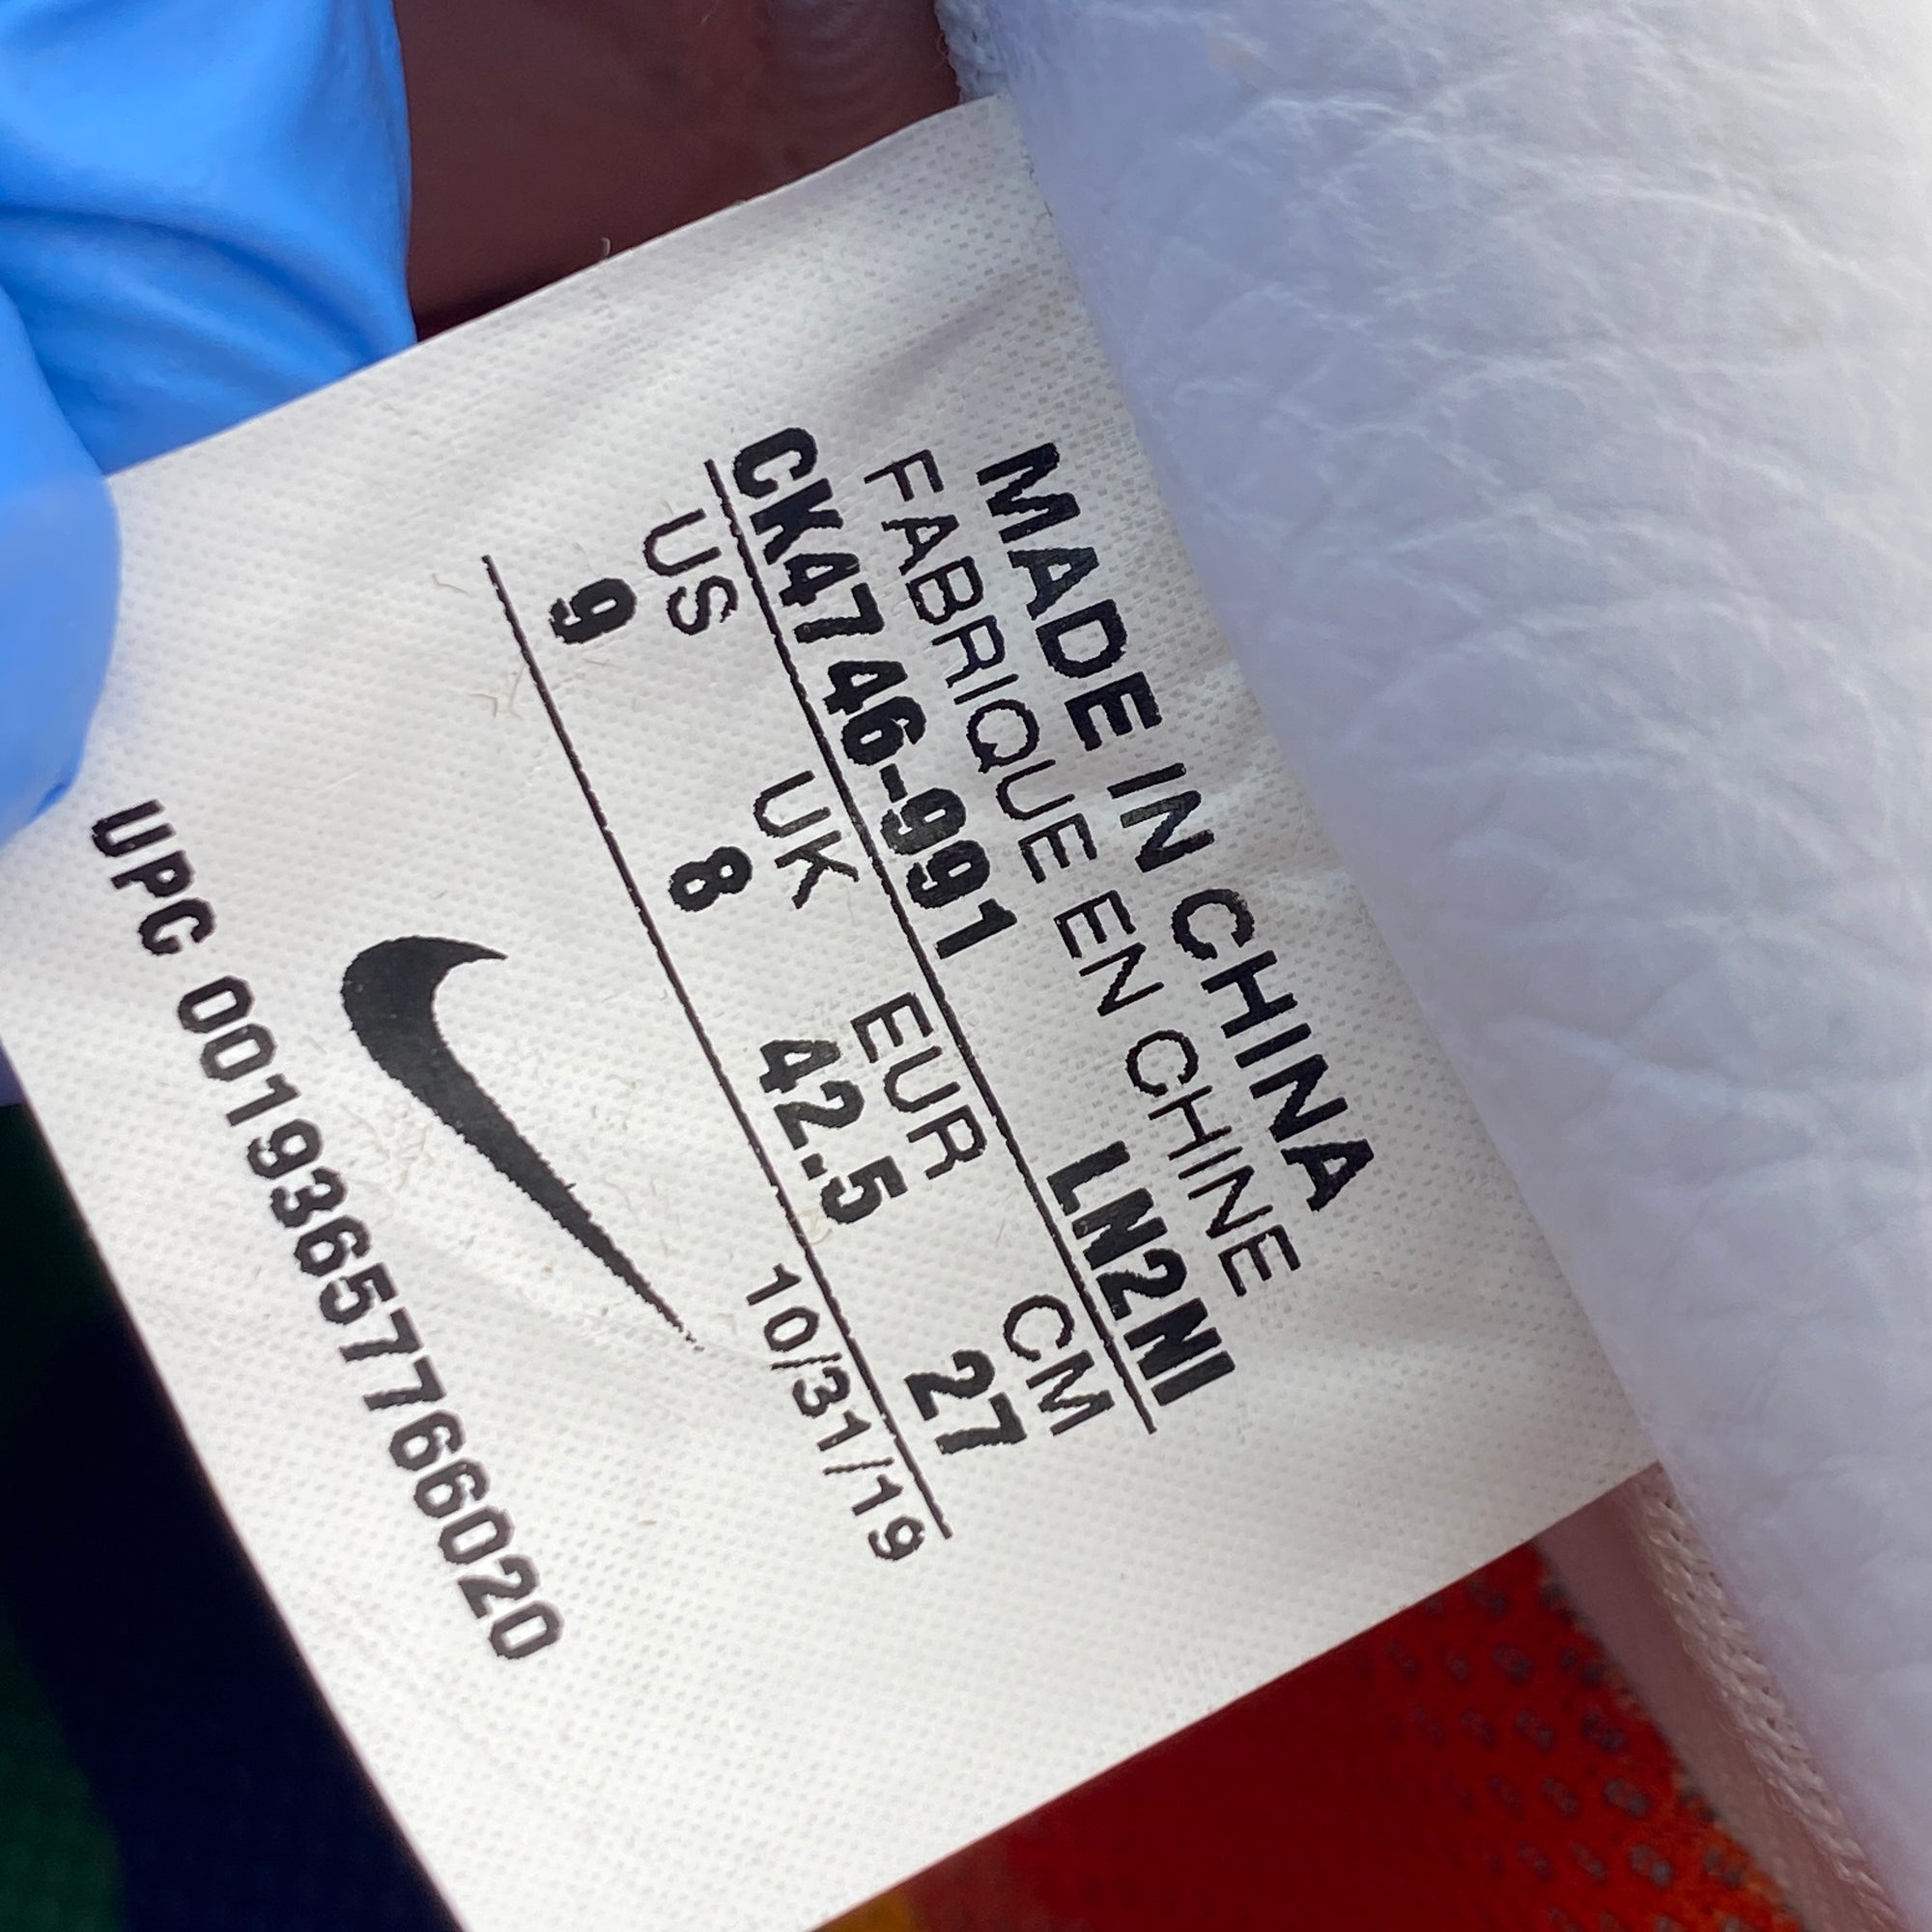 MADE IN CHINA
FABRIQUE EN CHINE
CK4746-991 LN2NI
US UK EUR CM
9 8 42.5 27
10/31/19
UPC 00193657766020